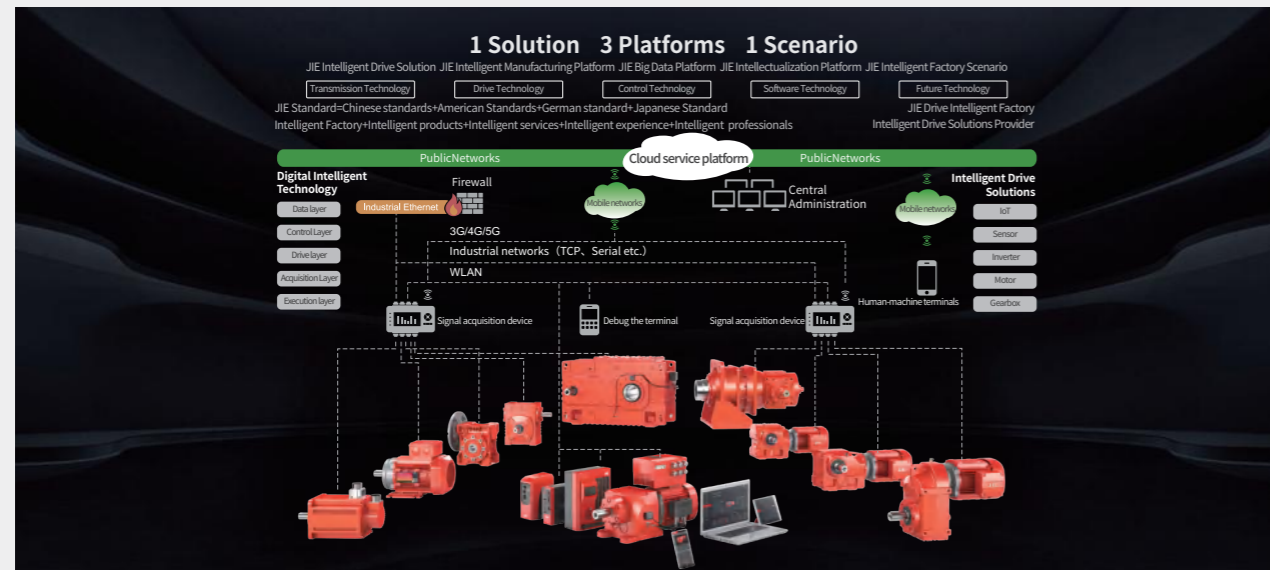 1 Solution 3 Platforms 1 Scenario
JIE Intelligent Drive Solution JIE Intelligent Manufacturing Platform JIE Big Data Platform JIE Intellectualization Platform JIE Intelligent Factory Scenario
Transmission Technology
Drive Technology
Control Technology
Software Technology
Future Technology
JIE Standard=Chinese standards+American Standards+German standard+Japanese Standard
JIE Drive Intelligent Factory
Intelligent Factory+Intelligent products+Intelligent services+Intelligent experience+Intelligent professionals
Intelligent Drive Solutions Provider
PublicNetworks
Cloud service platform
PublicNetworks
Digital Intelligent
Technology
Data layer
Control Layer
Drive layer
Acquisition Layer
Execution layer
Industrial Ethernet
Firewall
3G/4G/5G
Industrial networks（TCP、Serial etc.）
WLAN
Mobile networks
Central
Administration
Mobile networks
Intelligent Drive
Solutions
IoT
Sensor
Inverter
Motor
Gearbox
Human-machine terminals
Signal acquisition device
Debug the terminal
Signal acquisition device